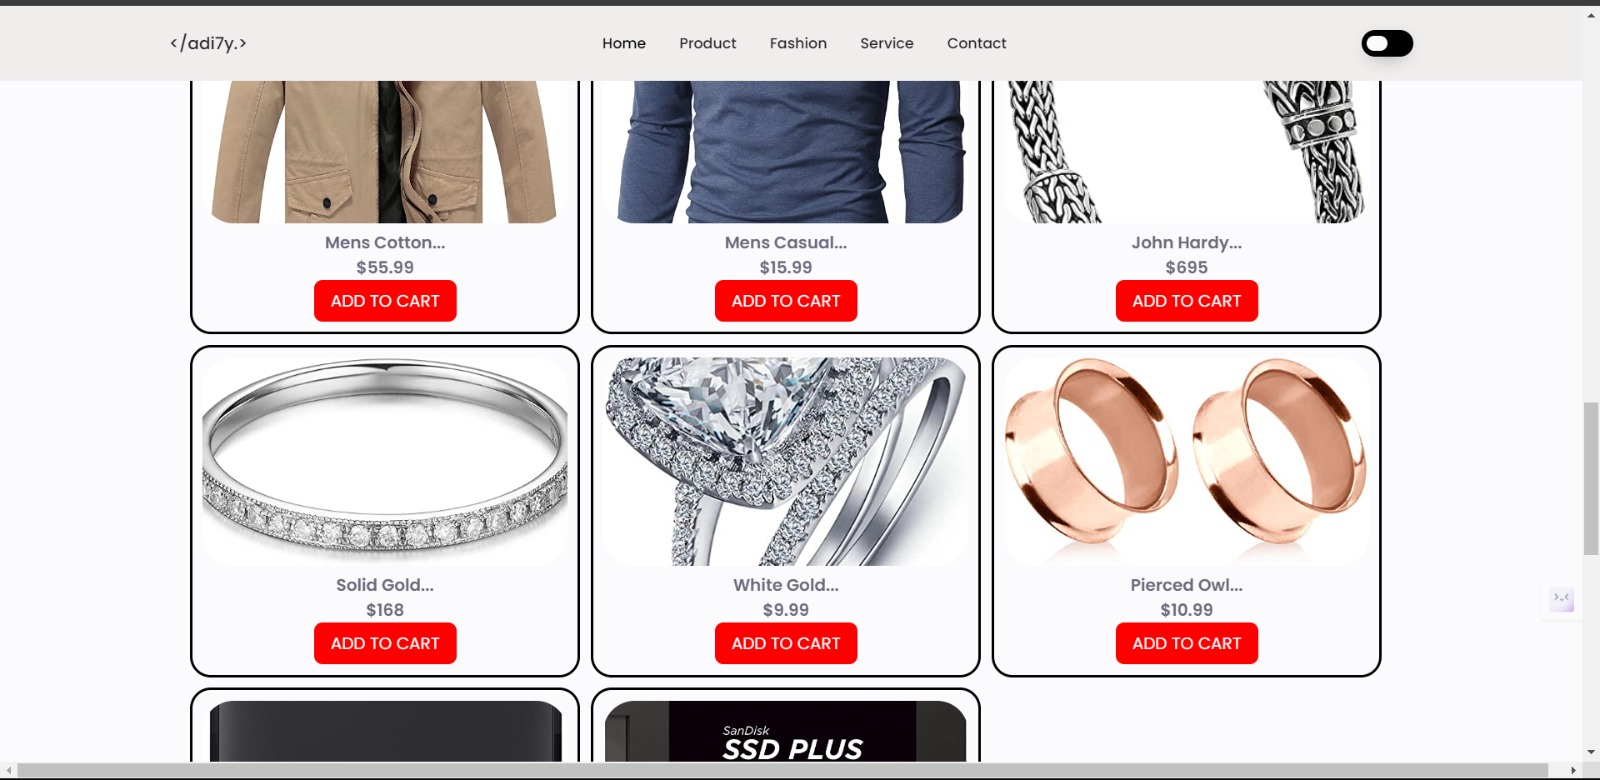 </adi7y.>
Home Product Fashion Service Contact
Mens Cotton...
$55.99
ADD TO CART
Mens Casual...
$15.99
ADD TO CART
John Hardy...
$695
ADD TO CART
Solid Gold...
$168
ADD TO CART
White Gold...
$9.99
ADD TO CART
Pierced Owl...
$10.99
ADD TO CART
SanDisk
SSD PLUS